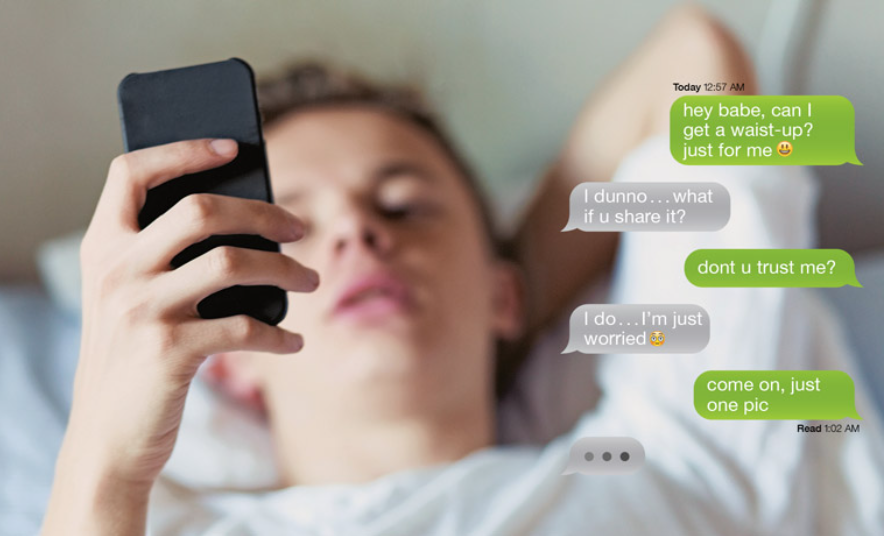 Today 12:57 AM
hey babe, can I
get a waist-up?
just for me 😃
I dunno...what
if u share it?
dont u trust me?
I do...I'm just
worried 😳
come on, just
one pic
Read 1:02 AM